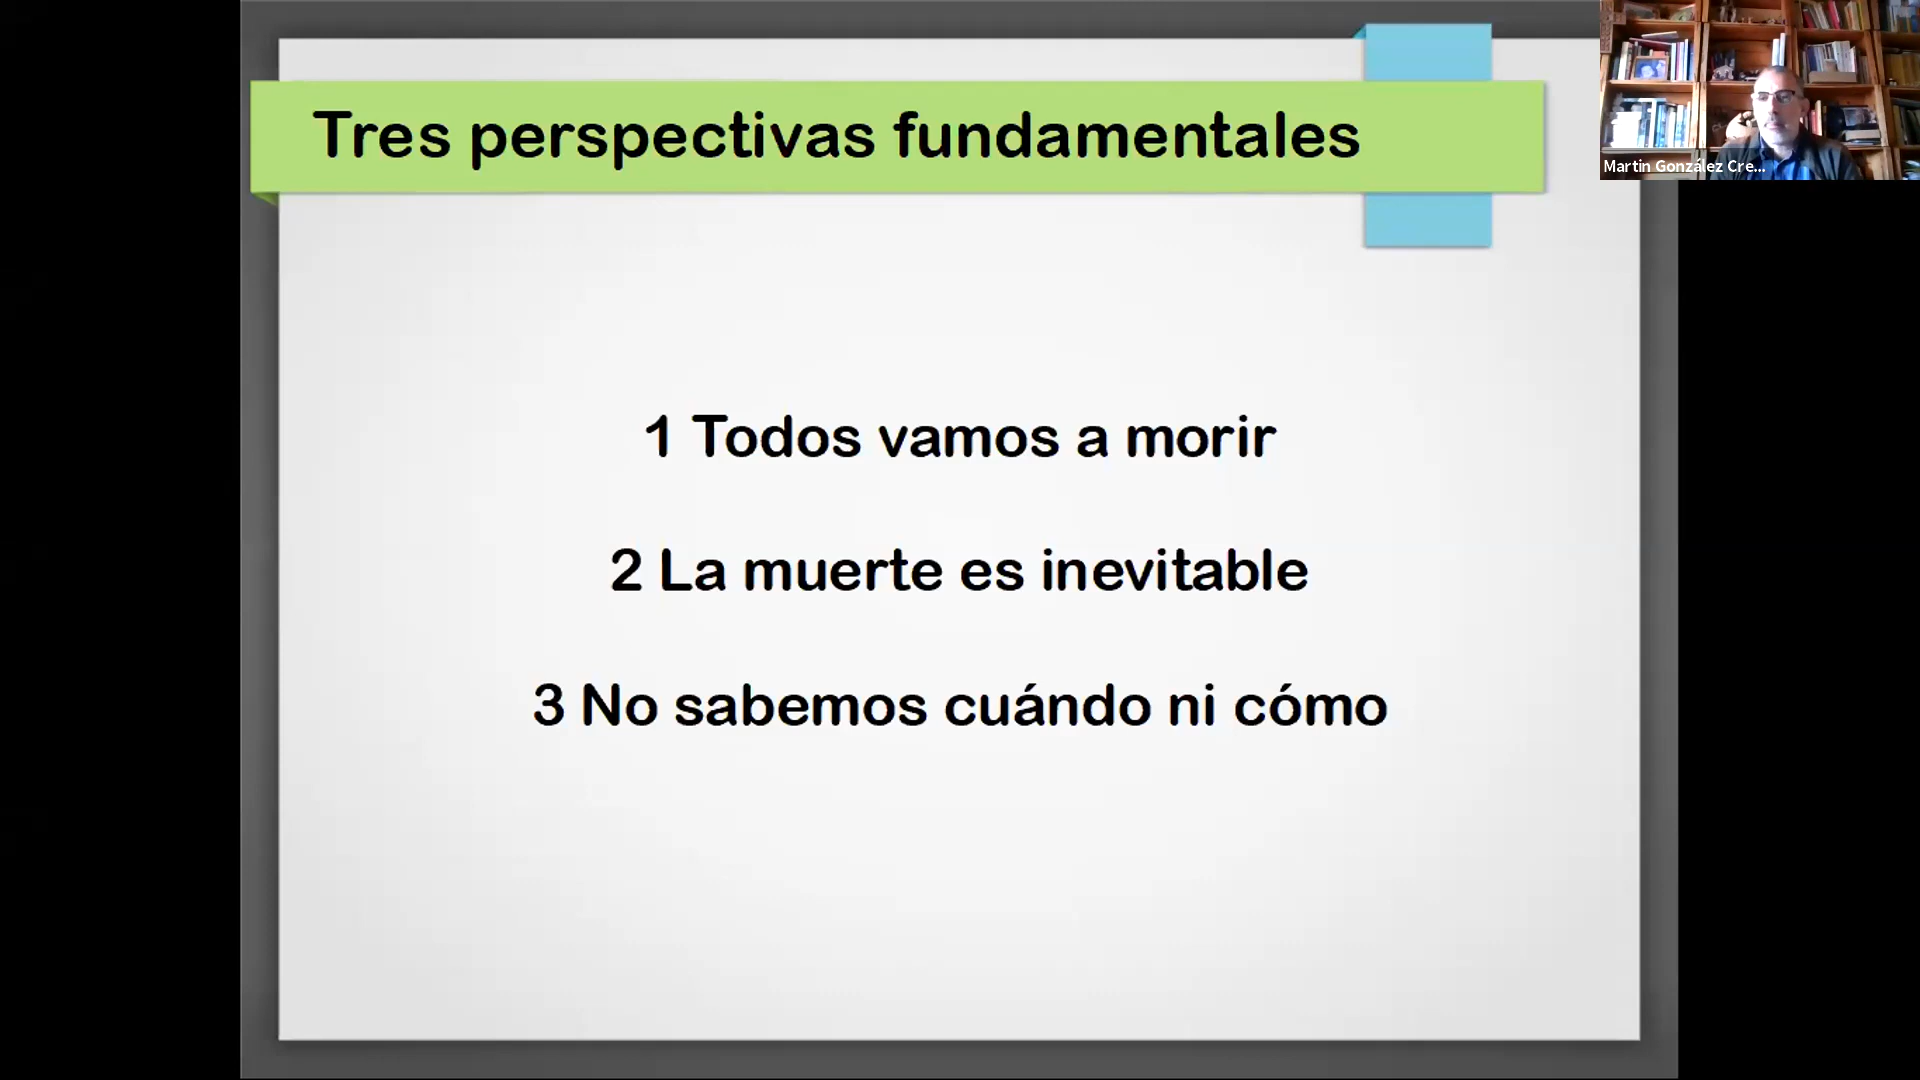 Tres perspectivas fundamentales
Martin González Cre...
1 Todos vamos a morir
2 La muerte es inevitable
3 No sabemos cuándo ni cómo